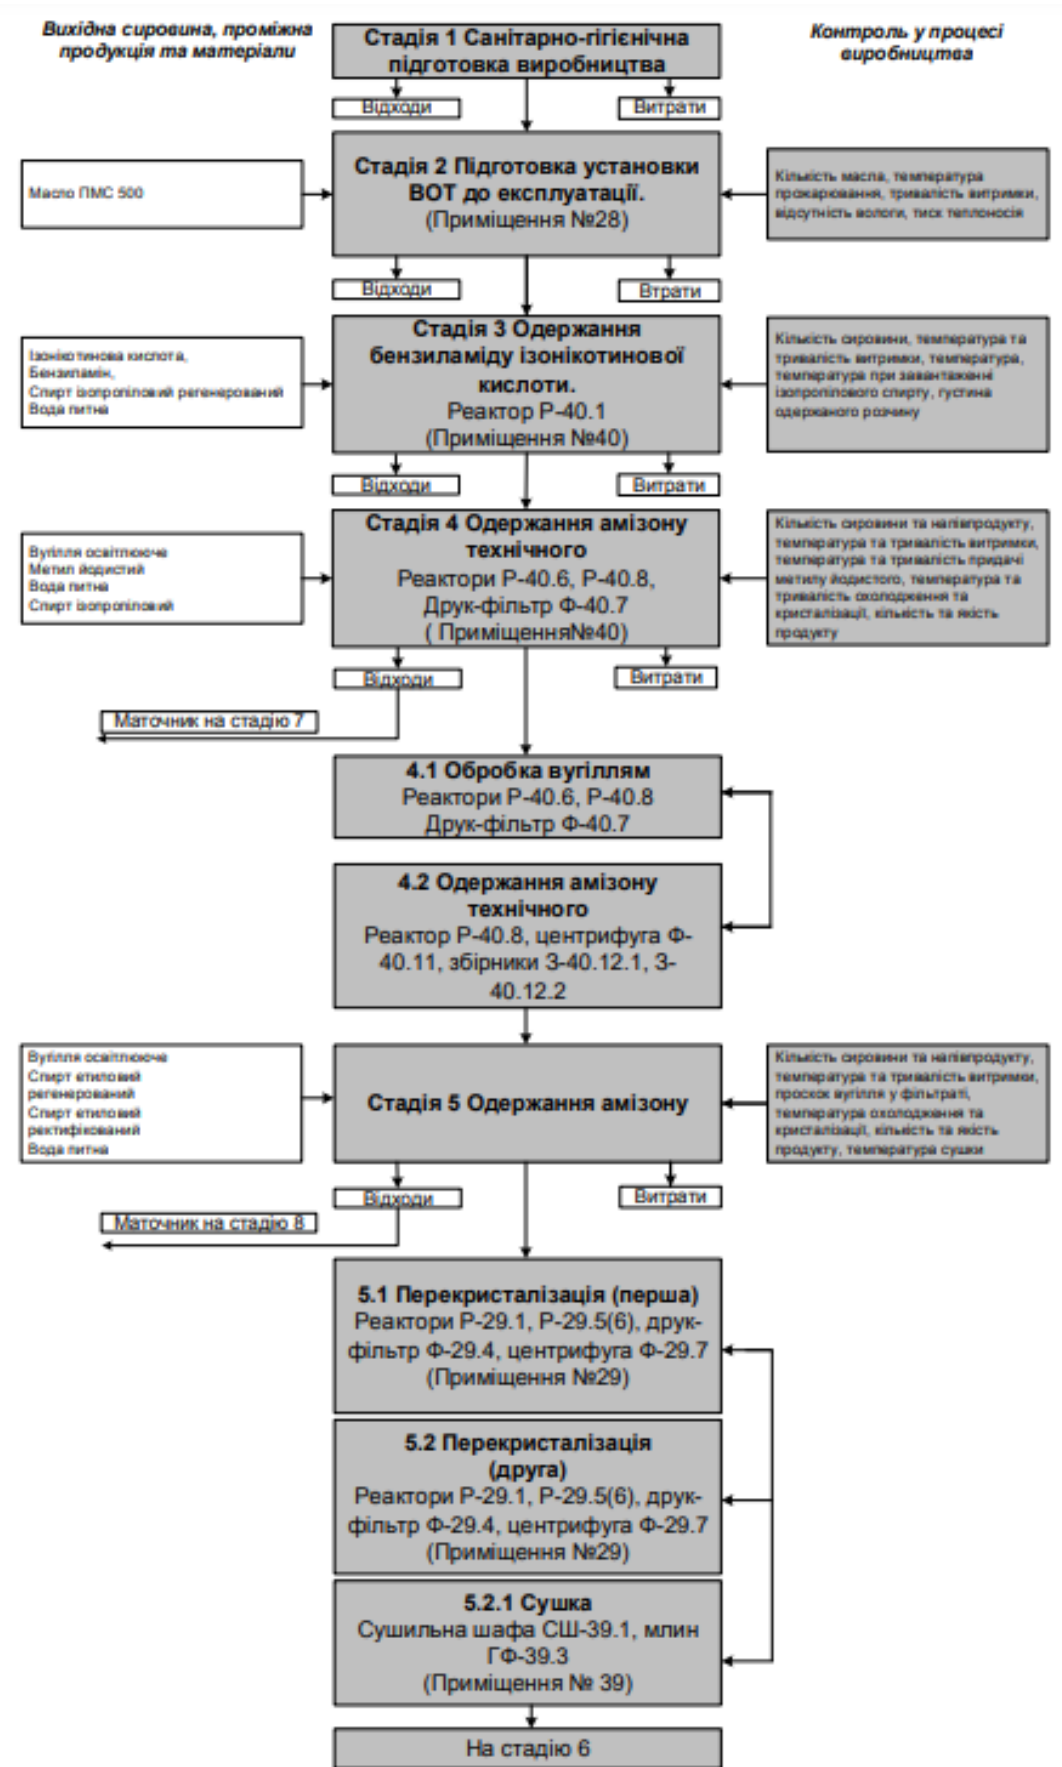 Вихідна сировина, проміжна
продукція та матеріали
Стадія 1 Санітарно-гігієнічна
підготовка виробництва
Контроль у процесі
виробництва
Відходи
Витрати
Масло ПМС 500
Стадія 2 Підготовка установки
ВОТ до експлуатації.
(Приміщення №28)
Кількість масла, температура
прожарювання, тривалість витримки,
відсутність вологи, тиск теплоносія
Відходи
Втрати
Ізонікотинова кислота,
Бензиламін,
Спирт ізопропіловий регенерований
Вода питна
Стадія 3 Одержання
бензиламіду ізонікотинової
кислоти.
Реактор Р-40.1
(Приміщення №40)
Кількість сировини, температура та
тривалість витримки, температура,
температура при завантаженні
ізопропілового спирту, густина
одержаного розчину
Відходи
Витрати
Вугілля освітлююче
Метил йодистий
Вода питна
Спирт ізопропіловий
Стадія 4 Одержання амізону
технічного
Реактори Р-40.6, Р-40.8,
Друк-фільтр Ф-40.7
( Приміщення№40)
Кількість сировини та напівпродукту,
температура та тривалість витримки,
температура та тривалість придачі
метилу йодистого, температура та
тривалість охолодження та
кристалізації, кількість та якість
продукту
Відходи
Витрати
Маточник на стадію 7
4.1 Обробка вугіллям
Реактори Р-40.6, Р-40.8
Друк-фільтр Ф-40.7
4.2 Одержання амізону
технічного
Реактор Р-40.8, центрифуга Ф-
40.11, збірники З-40.12.1, З-
40.12.2
Вугілля освітлююче
Спирт етиловий
регенерований
Спирт етиловий
ректифікований
Вода питна
Стадія 5 Одержання амізону
Кількість сировини та напівпродукту,
температура та тривалість витримки,
проскок вугілля у фільтраті,
температура охолодження та
кристалізації, кількість та якість
продукту, температура сушки
Відходи
Витрати
Маточник на стадію 8
5.1 Перекристалізація (перша)
Реактори Р-29.1, Р-29.5(6), друк-
фільтр Ф-29.4, центрифуга Ф-29.7
(Приміщення №29)
5.2 Перекристалізація
(друга)
Реактори Р-29.1, Р-29.5(6), друк-
фільтр Ф-29.4, центрифуга Ф-29.7
(Приміщення №29)
5.2.1 Сушка
Сушильна шафа СШ-39.1, млин
ГФ-39.3
(Приміщення № 39)
На стадію 6